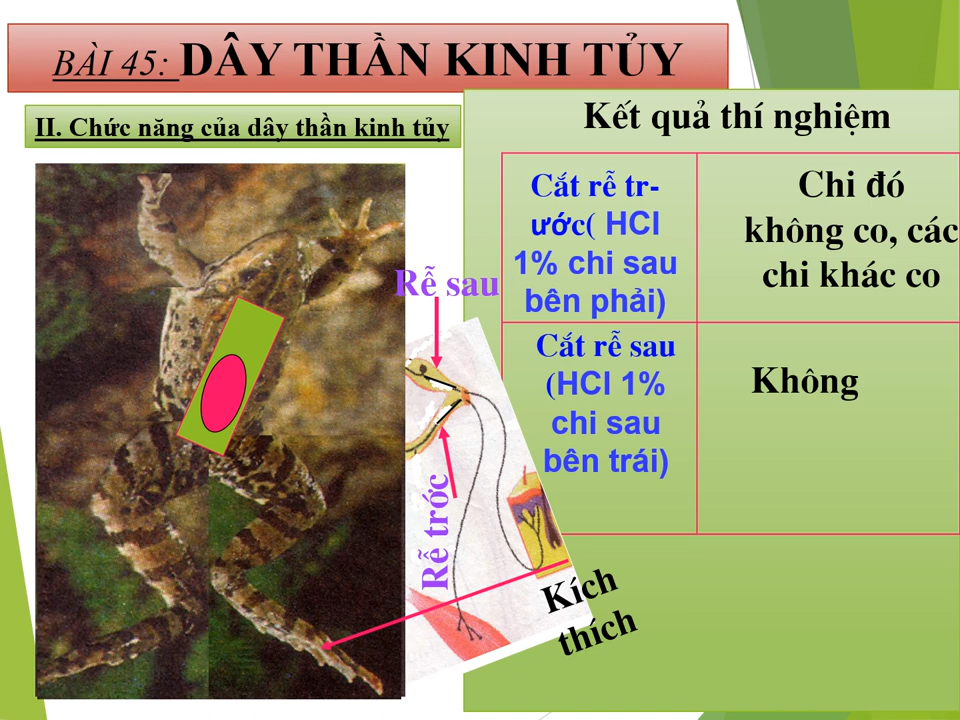 BÀI 45: DÂY THẦN KINH TỦY
II. Chức năng của dây thần kinh tủy
Kết quả thí nghiệm
Cắt rễ tr-
ước( HCl
1% chi sau
bên phải)
Chi đó
không co, các
chi khác co
Cắt rễ sau
(HCl 1%
chi sau
bên trái)
Không
Rễ sau
Rễ trớc
Kích
thích